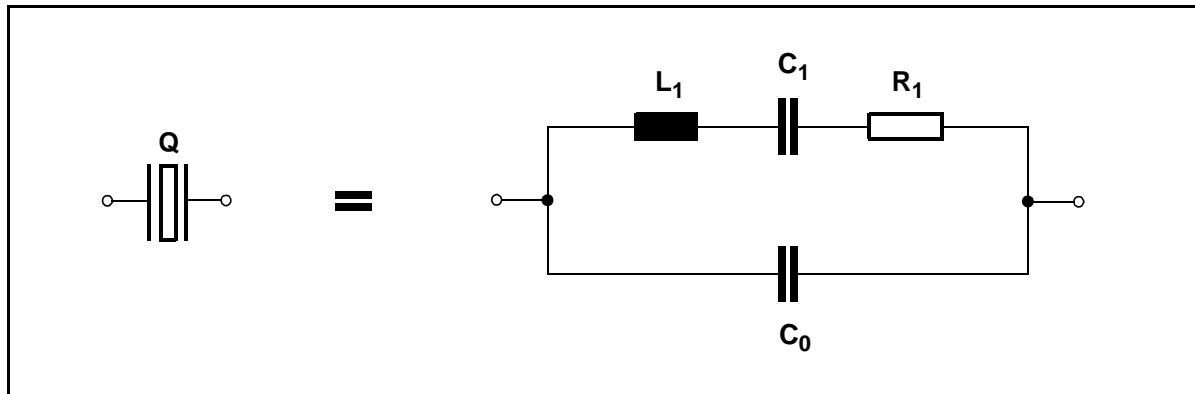 C₁
L₁
R₁
Q
=
C₀